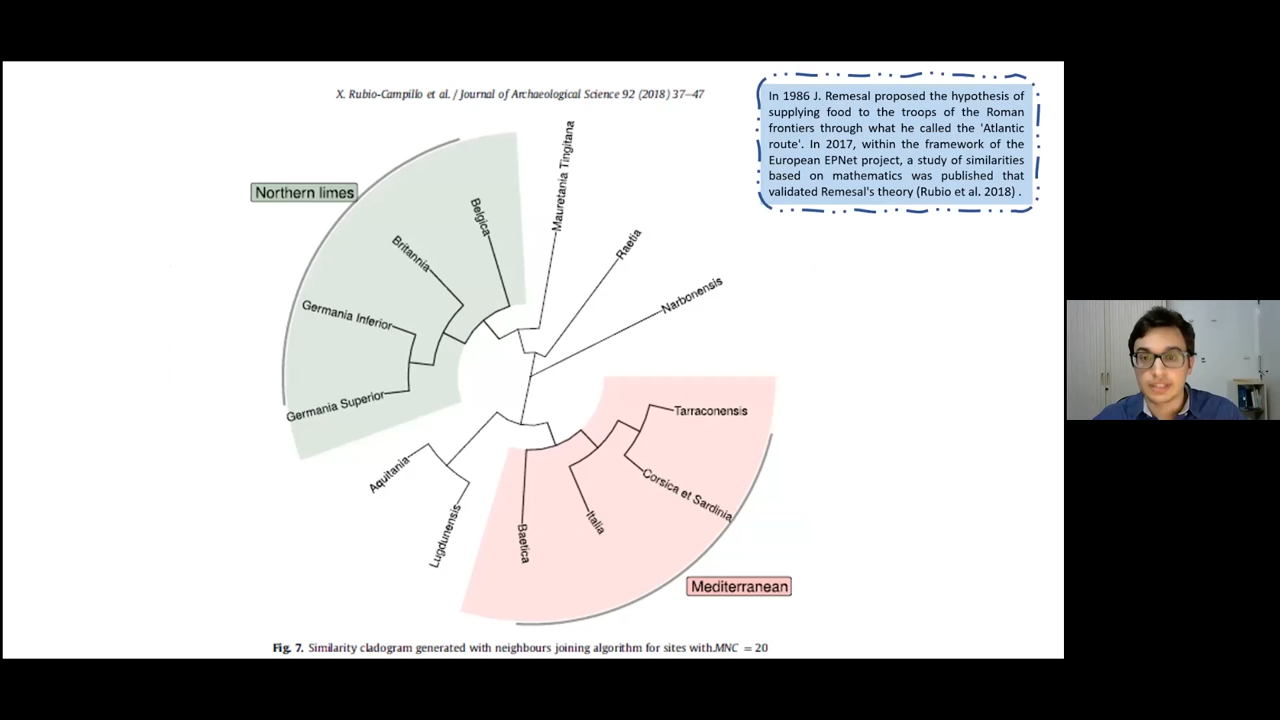 X. Rubio-Campillo et al. / Journal of Archaeological Science 92 (2018) 37–47
In 1986 J. Remesal proposed the hypothesis of
supplying food to the troops of the Roman
frontiers through what he called the 'Atlantic
route'. In 2017, within the framework of the
European EPNet project, a study of similarities
based on mathematics was published that
validated Remesal's theory (Rubio et al. 2018) .
Northern limes
Mauretania Tingitana
Belgica
Britannia
Raetia
Narbonensis
Germania Inferior
Germania Superior
Tarraconensis
Aquitania
Corsica et Sardinia
Lugdunensis
Italia
Baetica
Mediterranean
Fig. 7. Similarity cladogram generated with neighbours joining algorithm for sites with.MNC = 20